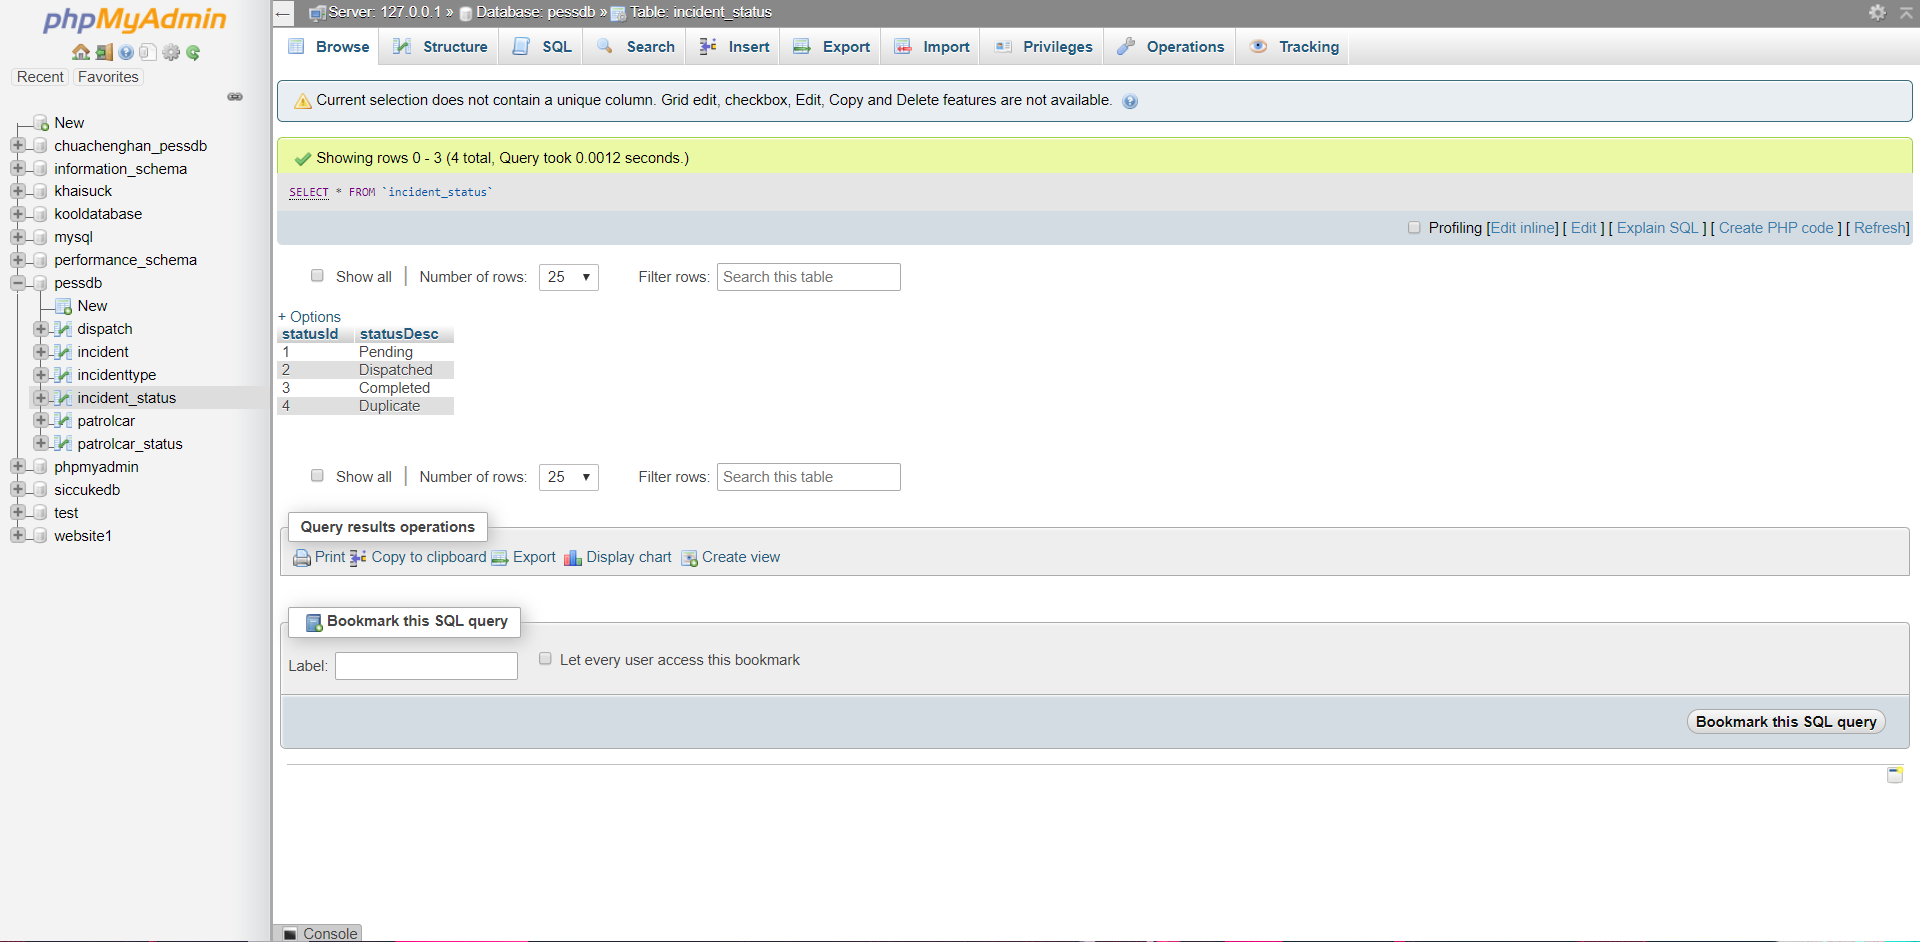 phpMyAdmin
Recent Favorites
New
chuachenghan_pessdb
information_schema
khaisuck
kooldatabase
mysql
performance_schema
pessdb
New
dispatch
incident
incidenttype
incident_status
patrolcar
patrolcar_status
phpmyadmin
siccukedb
test
website1
Server: 127.0.0.1 » Database: pessdb » Table: incident_status
Browse Structure SQL Search Insert Export Import Privileges Operations Tracking
Current selection does not contain a unique column. Grid edit, checkbox, Edit, Copy and Delete features are not available.
Showing rows 0 - 3 (4 total, Query took 0.0012 seconds.)
SELECT * FROM `incident_status`
Profiling [Edit inline] [ Edit ] [ Explain SQL ] [ Create PHP code ] [ Refresh]
Show all | Number of rows: 25 Filter rows: Search this table
+ Options
statusId statusDesc
1 Pending
2 Dispatched
3 Completed
4 Duplicate
Show all | Number of rows: 25 Filter rows: Search this table
Query results operations
Print Copy to clipboard Export Display chart Create view
Bookmark this SQL query
Label: Let every user access this bookmark
Bookmark this SQL query
Console